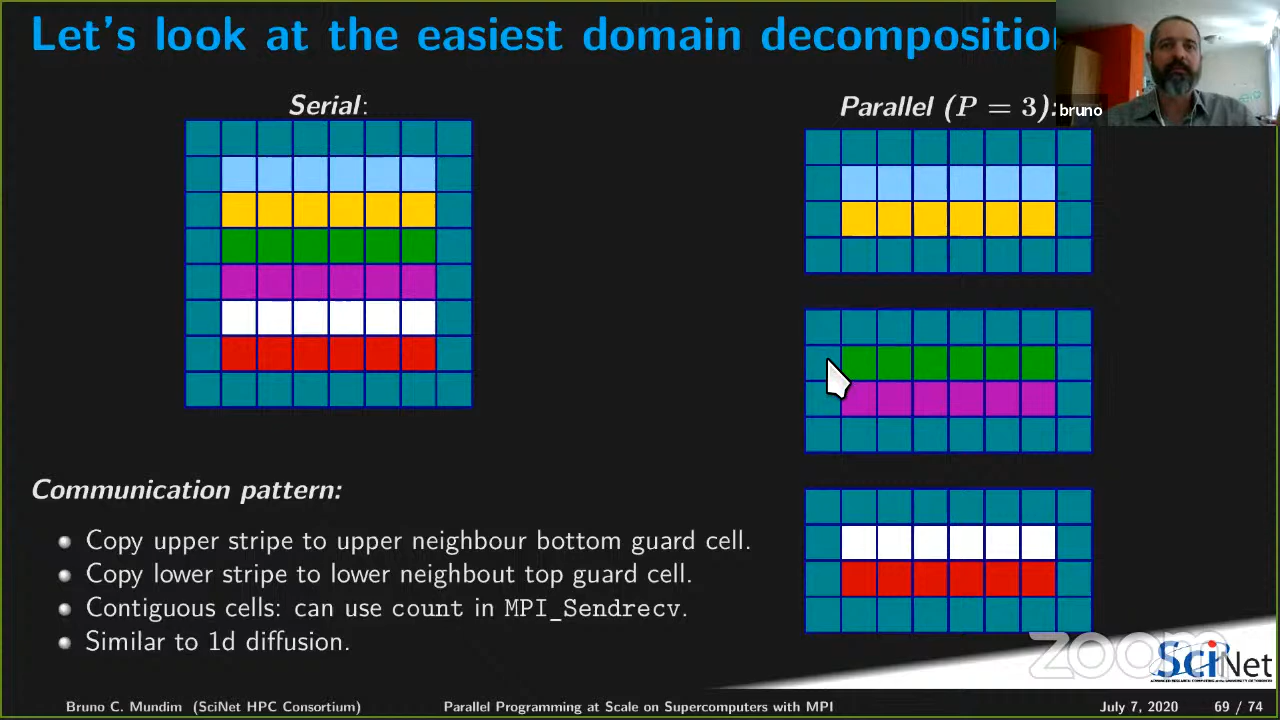 Let's look at the easiest domain decompositio
Serial:
Parallel (P = 3):
bruno
Communication pattern:
Copy upper stripe to upper neighbour bottom guard cell.
Copy lower stripe to lower neighbout top guard cell.
Contiguous cells: can use count in MPI_Sendrecv.
Similar to 1d diffusion.
zoom
SciNet
Bruno C. Mundim (SciNet HPC Consortium)
Parallel Programming at Scale on Supercomputers with MPI
July 7, 2020
69 / 74